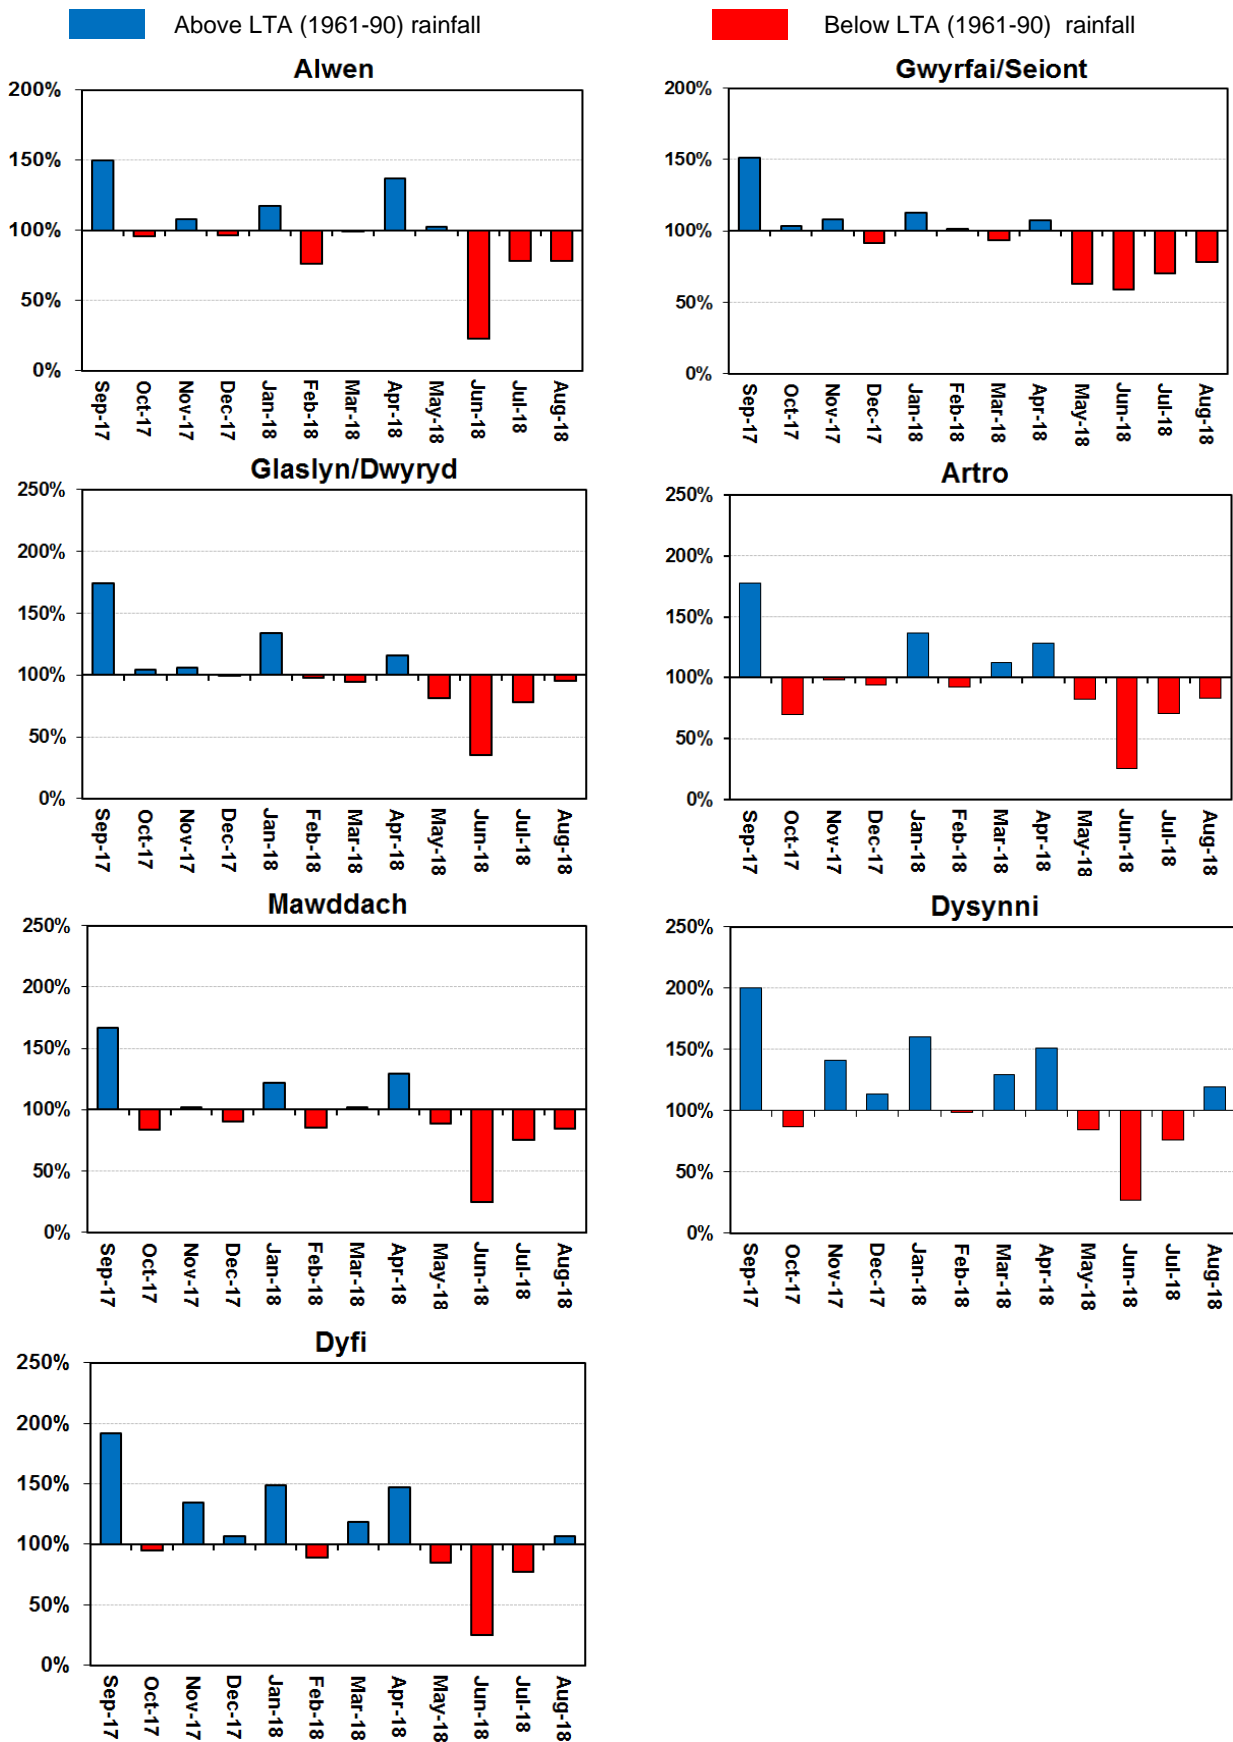 Above LTA (1961-90) rainfall
Below LTA (1961-90) rainfall
Alwen
200%
150%
100%
50%
0%
Sep-17
Oct-17
Nov-17
Dec-17
Jan-18
Feb-18
Mar-18
Apr-18
May-18
Jun-18
Jul-18
Aug-18
Gwyrfai/Seiont
200%
150%
100%
50%
0%
Sep-17
Oct-17
Nov-17
Dec-17
Jan-18
Feb-18
Mar-18
Apr-18
May-18
Jun-18
Jul-18
Aug-18
Glaslyn/Dwyryd
250%
200%
150%
100%
50%
0%
Sep-17
Oct-17
Nov-17
Dec-17
Jan-18
Feb-18
Mar-18
Apr-18
May-18
Jun-18
Jul-18
Aug-18
Artro
250%
200%
150%
100%
50%
0%
Sep-17
Oct-17
Nov-17
Dec-17
Jan-18
Feb-18
Mar-18
Apr-18
May-18
Jun-18
Jul-18
Aug-18
Mawddach
250%
200%
150%
100%
50%
0%
Sep-17
Oct-17
Nov-17
Dec-17
Jan-18
Feb-18
Mar-18
Apr-18
May-18
Jun-18
Jul-18
Aug-18
Dysynni
250%
200%
150%
100%
50%
0%
Sep-17
Oct-17
Nov-17
Dec-17
Jan-18
Feb-18
Mar-18
Apr-18
May-18
Jun-18
Jul-18
Aug-18
Dyfi
250%
200%
150%
100%
50%
0%
Sep-17
Oct-17
Nov-17
Dec-17
Jan-18
Feb-18
Mar-18
Apr-18
May-18
Jun-18
Jul-18
Aug-18